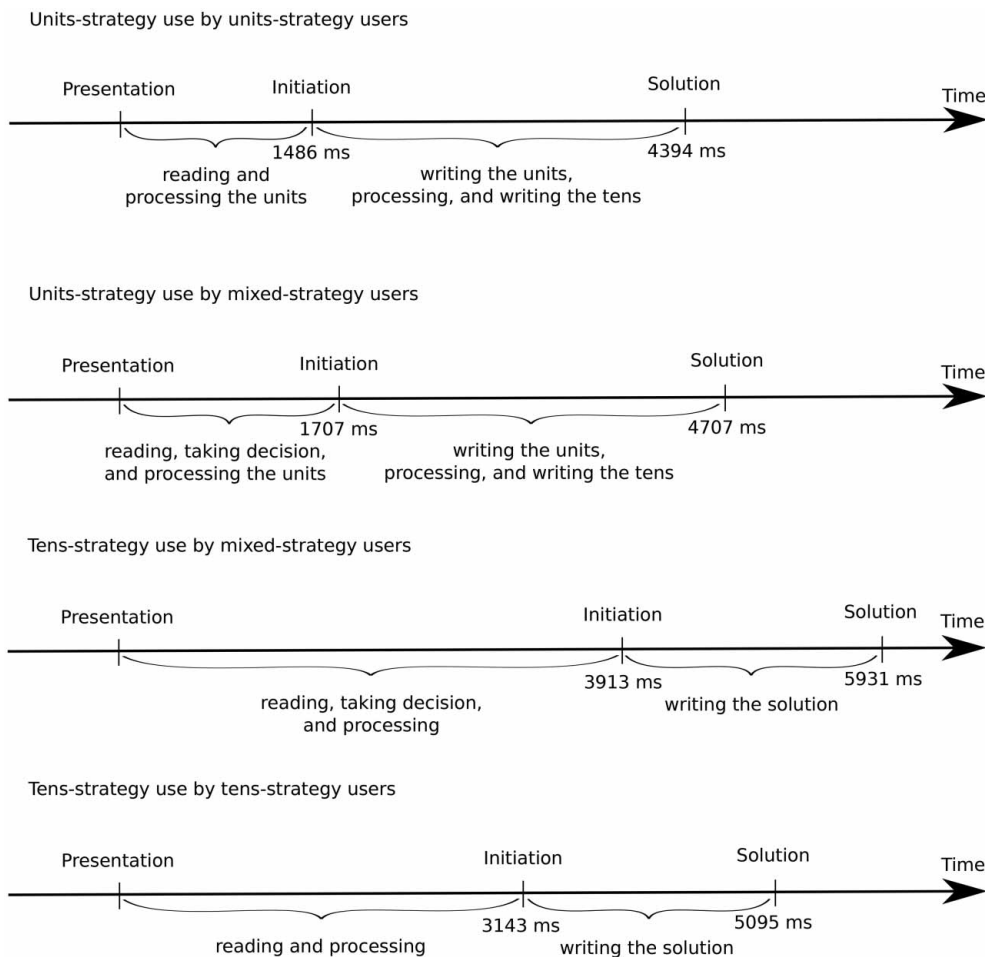 Units-strategy use by units-strategy users
Presentation
Initiation
Solution
Time
1486 ms
4394 ms
reading and
processing the units
writing the units,
processing, and writing the tens
Units-strategy use by mixed-strategy users
Presentation
Initiation
Solution
Time
1707 ms
4707 ms
reading, taking decision,
and processing the units
writing the units,
processing, and writing the tens
Tens-strategy use by mixed-strategy users
Presentation
Initiation
Solution
Time
3913 ms
5931 ms
reading, taking decision,
and processing
writing the solution
Tens-strategy use by tens-strategy users
Presentation
Initiation
Solution
Time
3143 ms
5095 ms
reading and processing
writing the solution